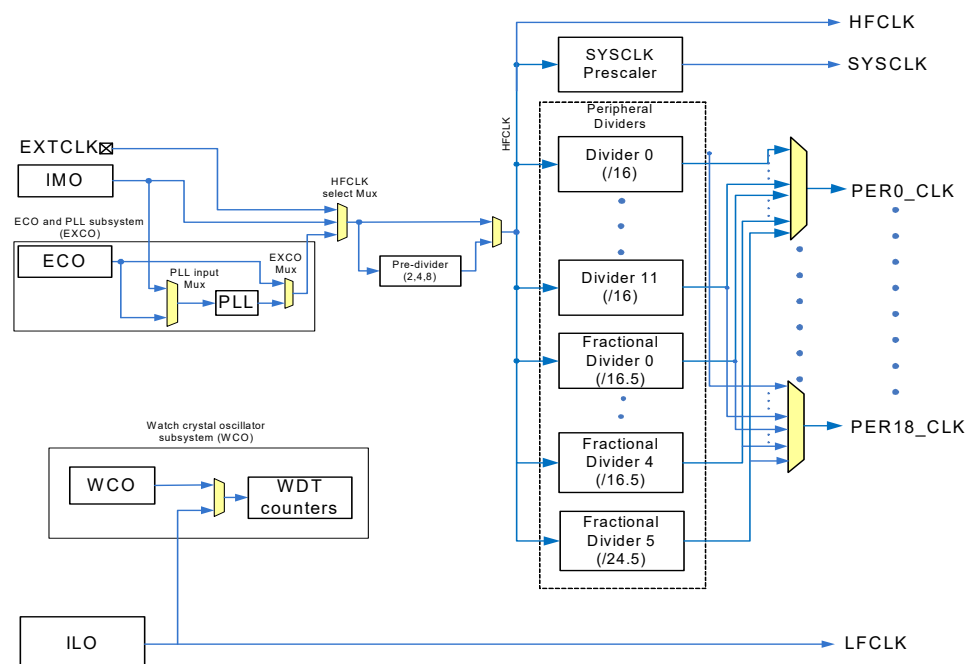 HFCLK
SYSCLK
Prescaler
SYSCLK
Peripheral
Dividers
HFCLK
EXTCLK
IMO
HFCLK
select Mux
Divider 0
(/16)
PER0_CLK
ECO and PLL subsystem
(EXCO)
ECO
PLL input
Mux
PLL
EXCO
Mux
Pre-divider
(2,4,8)
Divider 11
(/16)
Fractional
Divider 0
(/16.5)
Watch crystal oscillator
subsystem (WCO)
WCO
WDT
counters
Fractional
Divider 4
(/16.5)
PER18_CLK
Fractional
Divider 5
(/24.5)
ILO
LFCLK